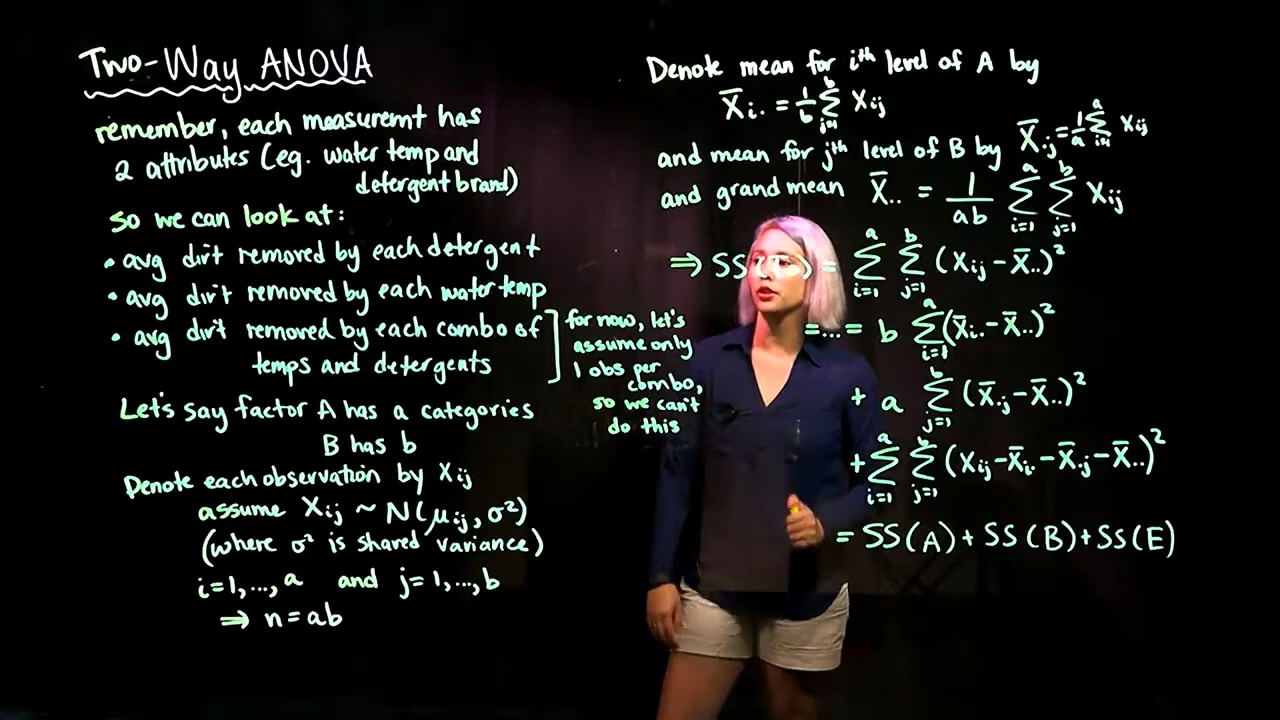 Two-Way ANOVA
remember, each measuremt has
2 attributes (eg. water temp and
detergent brand)
so we can look at:
• avg dirt removed by each detergent
• avg dirt removed by each water temp
• avg dirt removed by each combo of
temps and detergents
for now, let's
assume only
1 obs per
combo,
so we can't
do this
Let's say factor A has a categories
B has b
Denote each observation by Xij
assume Xij ~ N(μij, σ²)
(where σ² is shared variance)
i=1,...,a and j=1,...,b
⇒ n=ab
Denote mean for iᵗʰ level of A by
X̄i. = 1/b Σ_{j=1}^{b} Xij
and mean for jᵗʰ level of B by X̄.j = 1/a Σ_{i=1}^{a} Xij
and grand mean X̄.. = 1/ab Σ_{i=1}^{a} Σ_{j=1}^{b} Xij
⇒ SS( ) = Σ_{i=1}^{a} Σ_{j=1}^{b} (Xij - X̄..)²
=...= b Σ_{i=1}^{a} (X̄i. - X̄..)²
+ a Σ_{j=1}^{b} (X̄.j - X̄..)²
+ Σ_{i=1}^{a} Σ_{j=1}^{b} (Xij - X̄i. - X̄.j - X̄..)²
= SS(A) + SS(B) + SS(E)